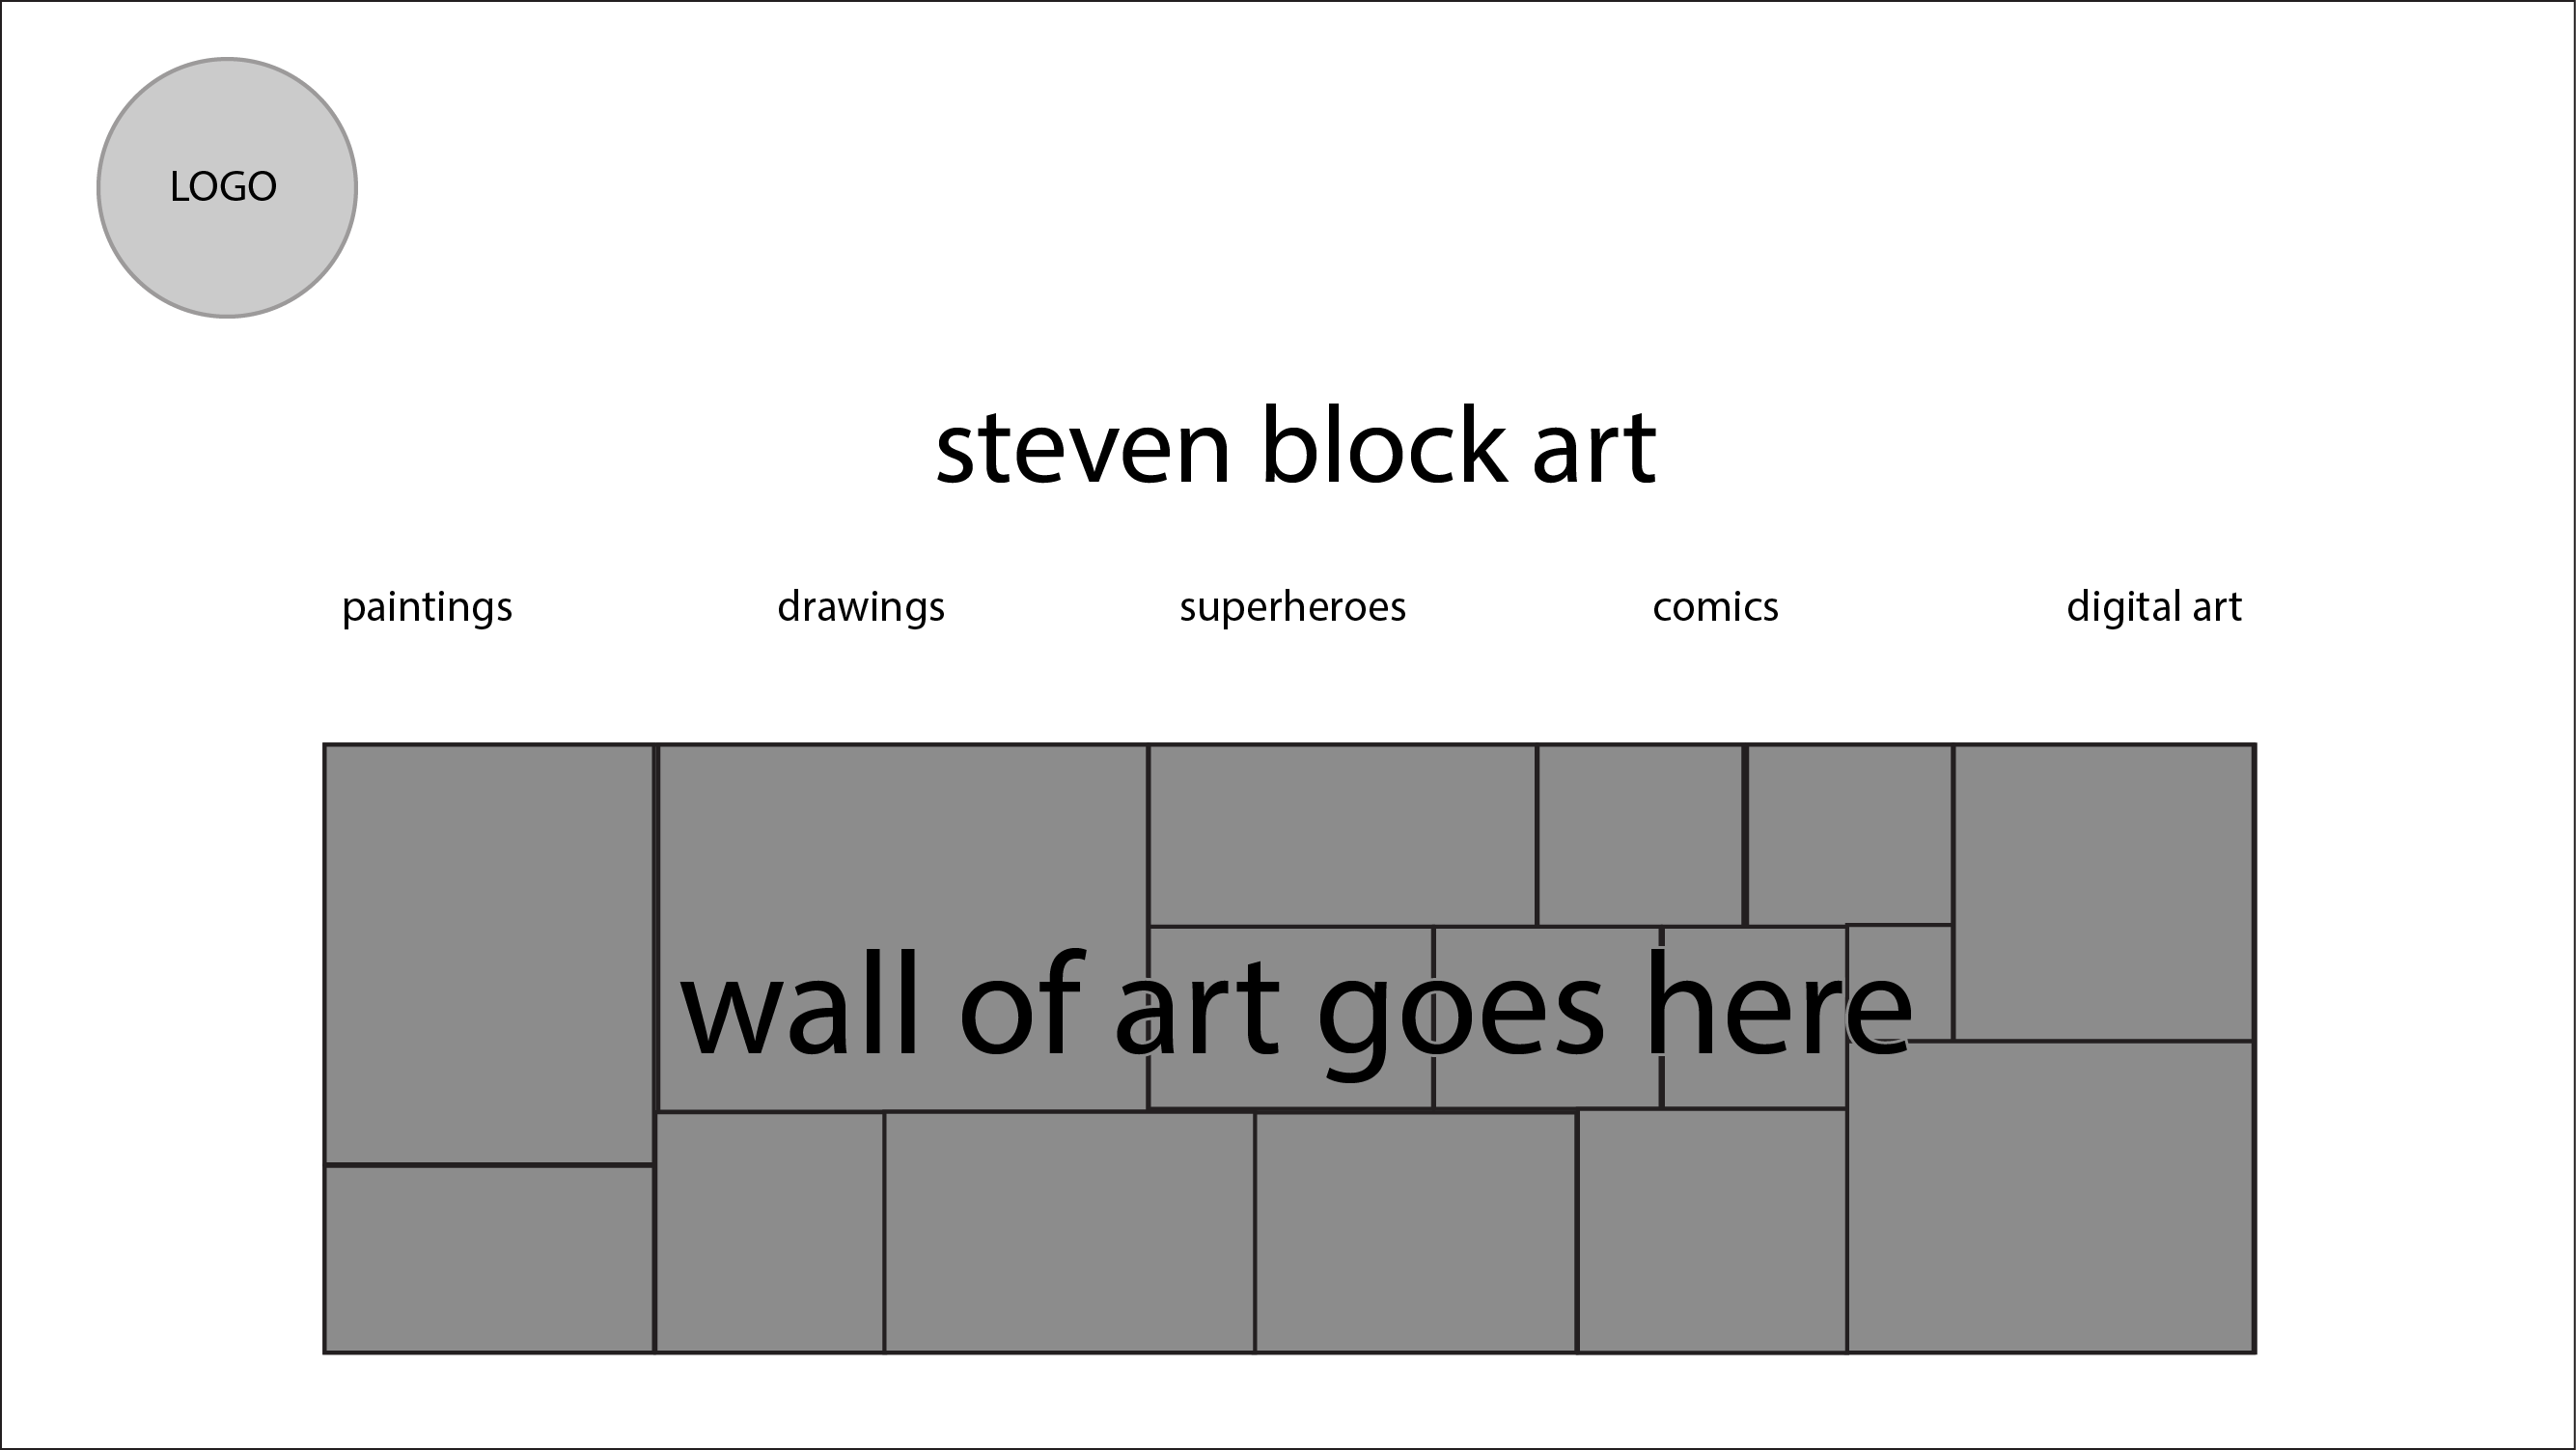 LOGO
steven block art
paintings drawings superheroes comics digital art
wall of art goes here